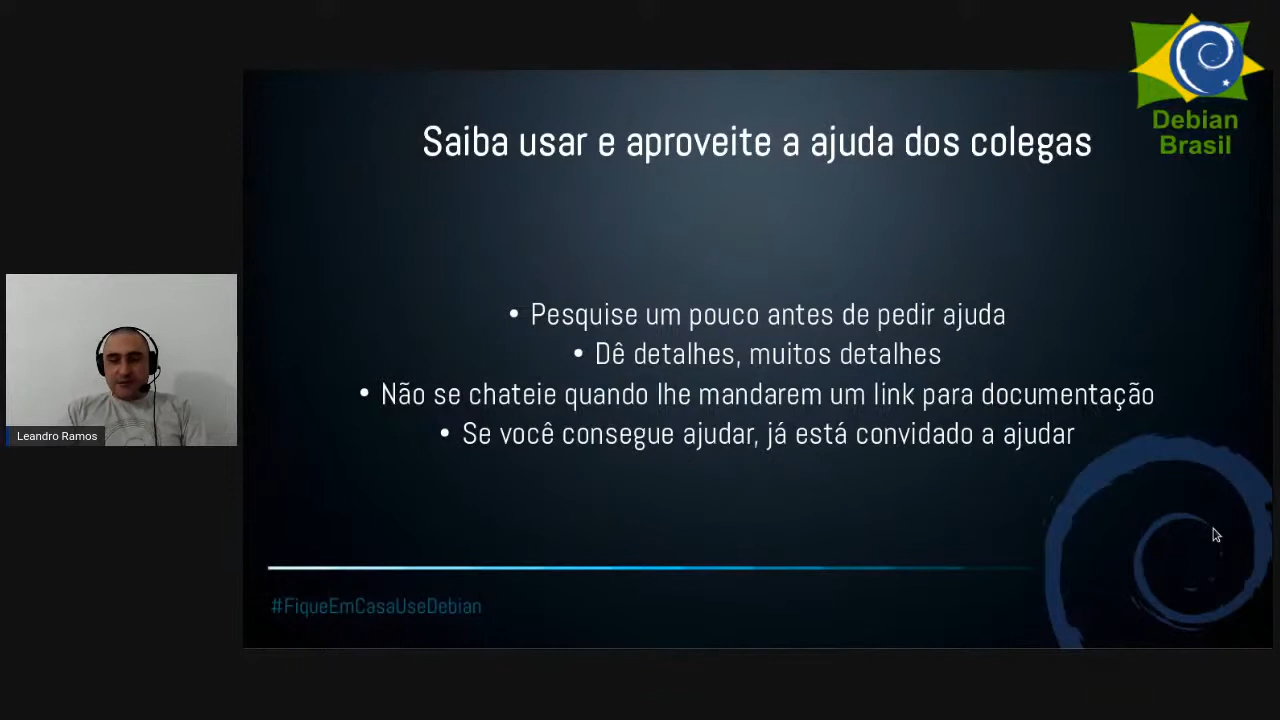 Debian
Brasil
Saiba usar e aproveite a ajuda dos colegas
• Pesquise um pouco antes de pedir ajuda
• Dê detalhes, muitos detalhes
• Não se chateie quando lhe mandarem um link para documentação
• Se você consegue ajudar, já está convidado a ajudar
Leandro Ramos
#FiqueEmCasaUseDebian